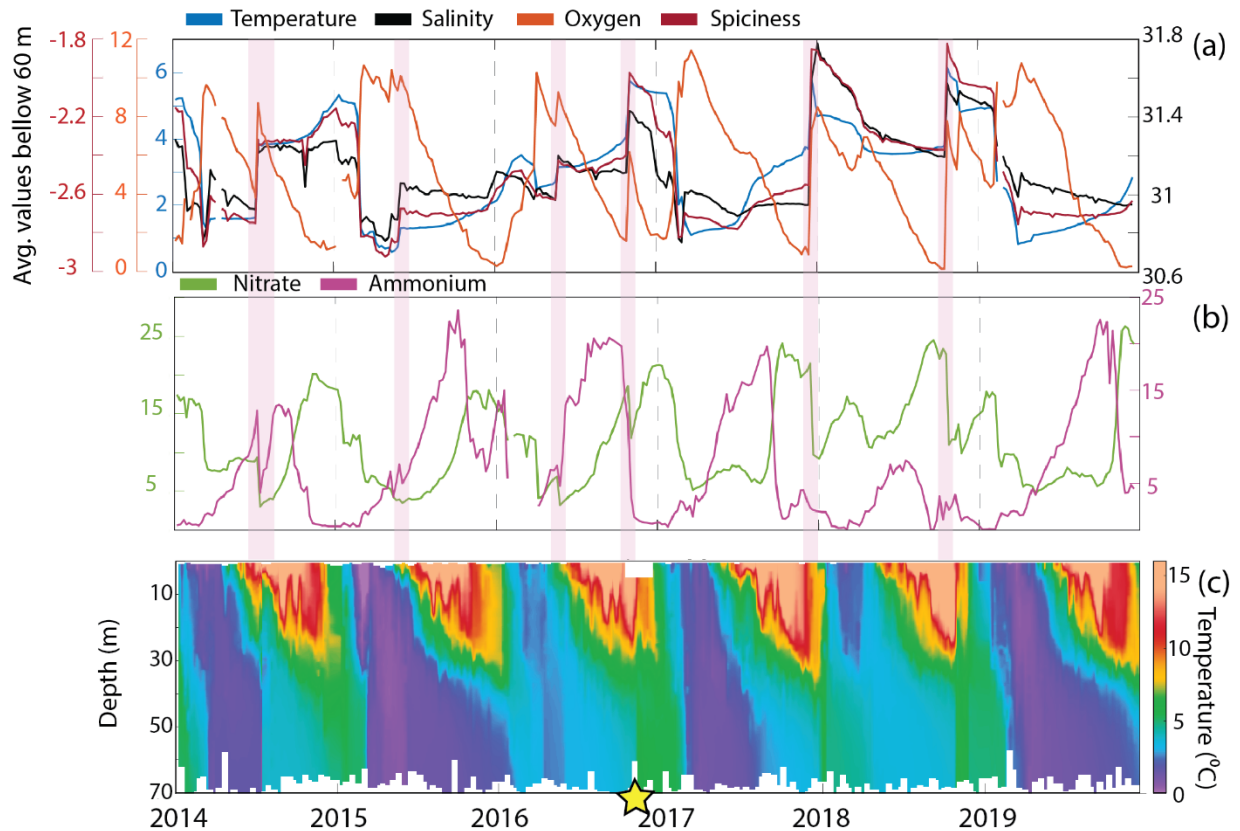 Temperature Salinity Oxygen Spiciness
-1.8 12 31.8 (a)
6
-2.2 8 31.4
4
-2.6 4 31
2
-3 0 0 30.6
Avg. values bellow 60 m
Nitrate Ammonium
25 (b)
25
15 15
5 5
(c)
10 15
30 10
50 5
70 0
Depth (m)
Temperature (⁰C)
2014 2015 2016 2017 2018 2019